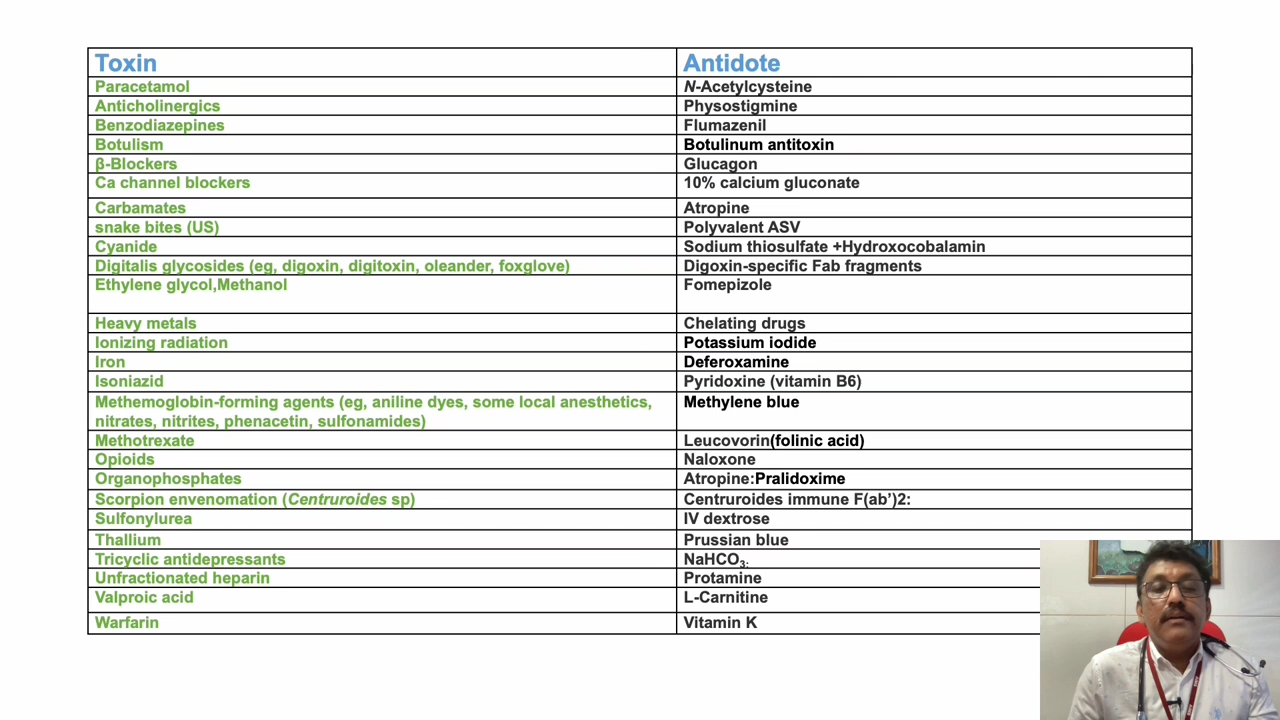 Toxin Antidote
Paracetamol N-Acetylcysteine
Anticholinergics Physostigmine
Benzodiazepines Flumazenil
Botulism Botulinum antitoxin
β-Blockers Glucagon
Ca channel blockers 10% calcium gluconate
Carbamates Atropine
snake bites (US) Polyvalent ASV
Cyanide Sodium thiosulfate +Hydroxocobalamin
Digitalis glycosides (eg, digoxin, digitoxin, oleander, foxglove) Digoxin-specific Fab fragments
Ethylene glycol,Methanol Fomepizole
Heavy metals Chelating drugs
Ionizing radiation Potassium iodide
Iron Deferoxamine
Isoniazid Pyridoxine (vitamin B6)
Methemoglobin-forming agents (eg, aniline dyes, some local anesthetics, Methylene blue
nitrates, nitrites, phenacetin, sulfonamides)
Methotrexate Leucovorin(folinic acid)
Opioids Naloxone
Organophosphates Atropine:Pralidoxime
Scorpion envenomation (Centruroides sp) Centruroides immune F(ab’)2:
Sulfonylurea IV dextrose
Thallium Prussian blue
Tricyclic antidepressants NaHCO3:
Unfractionated heparin Protamine
Valproic acid L-Carnitine
Warfarin Vitamin K